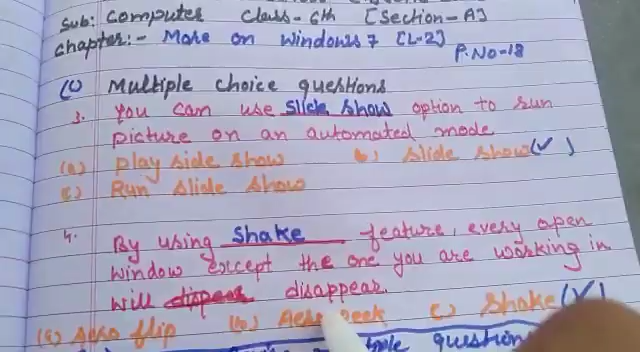 Sub: Computer Class-6th [Section-A]
Chapter:- More on Windows 7 [L-2]
P.No-18
(1) Multiple choice questions
3. You can use slide show option to run
picture on an automated mode
(a) play side show b) slide show(✓)
(c) Run slide show
4. By using shake feature, every open
window except the one you are working in
will disappear.
(a) Aero flip (b) Aero peek c) Shake(✓)
question